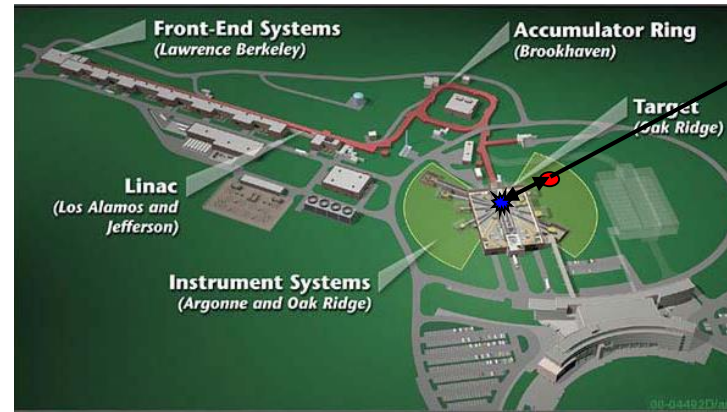 Front-End Systems
(Lawrence Berkeley)
Accumulator Ring
(Brookhaven)
Target
(Oak Ridge)
Linac
(Los Alamos and
Jefferson)
Instrument Systems
(Argonne and Oak Ridge)